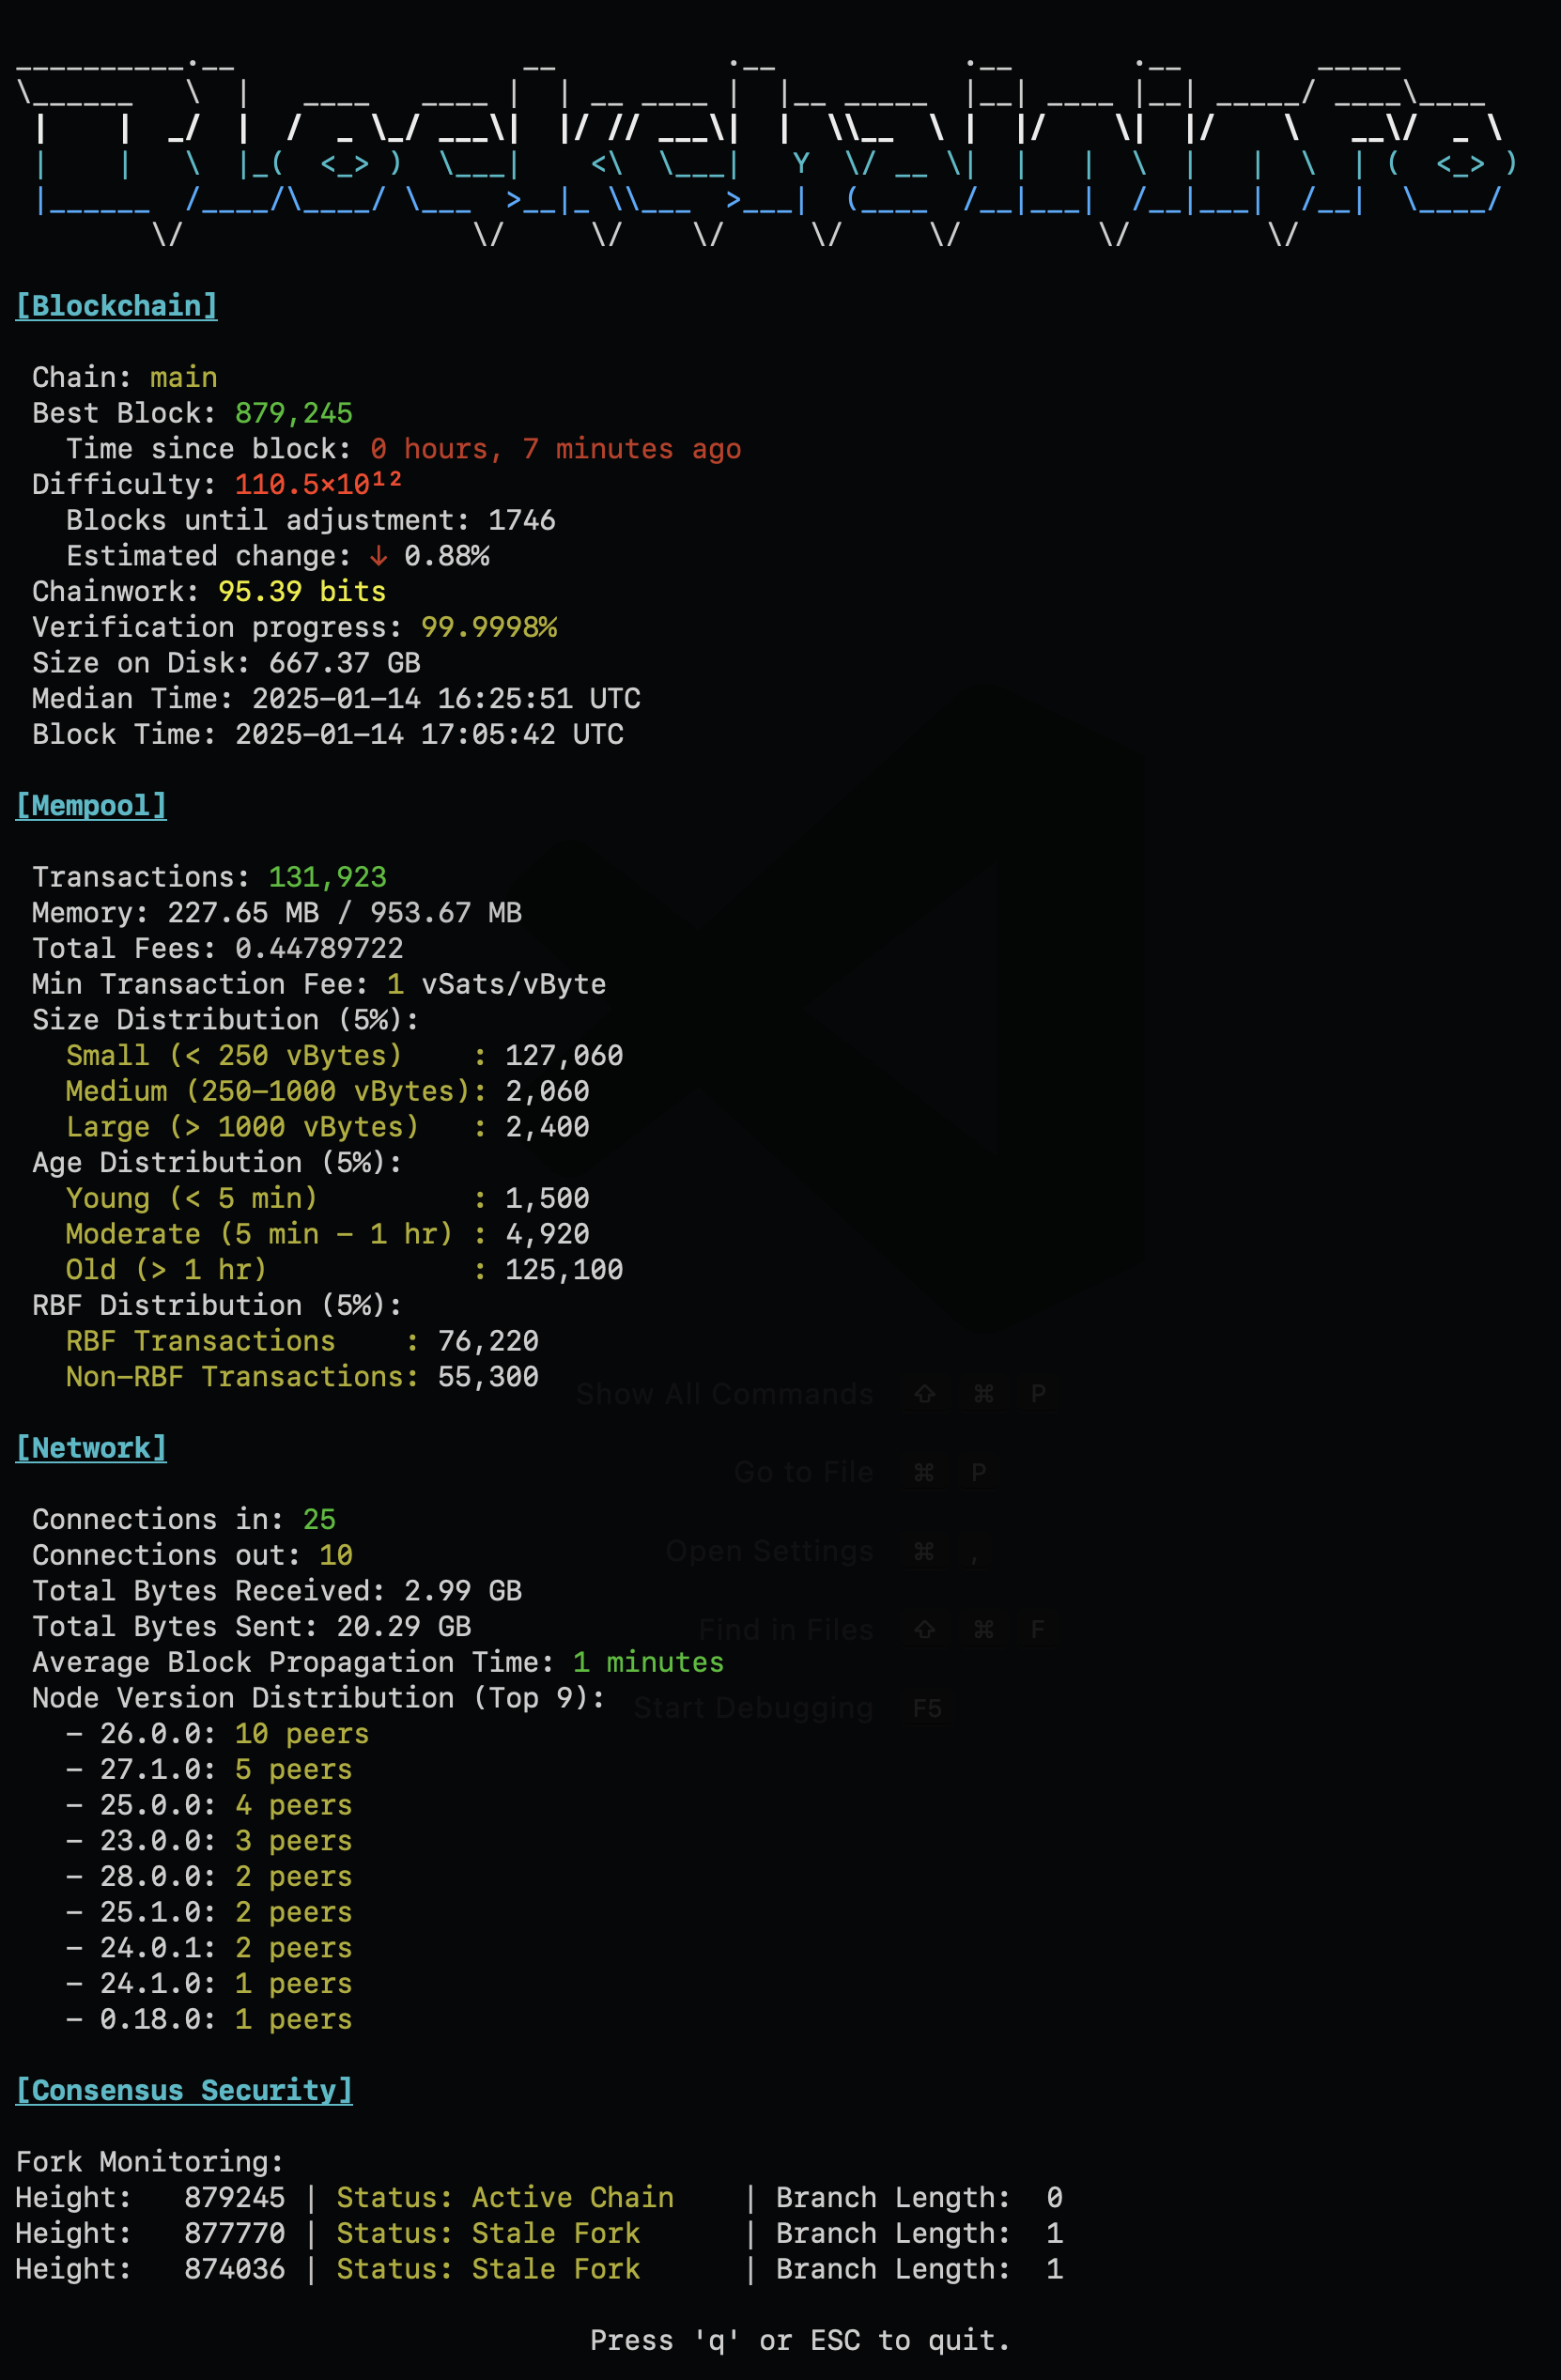 [Blockchain]
Chain: main
Best Block: 879,245
Time since block: 0 hours, 7 minutes ago
Difficulty: 110.5×10¹²
Blocks until adjustment: 1746
Estimated change: ↓ 0.88%
Chainwork: 95.39 bits
Verification progress: 99.9998%
Size on Disk: 667.37 GB
Median Time: 2025-01-14 16:25:51 UTC
Block Time: 2025-01-14 17:05:42 UTC
[Mempool]
Transactions: 131,923
Memory: 227.65 MB / 953.67 MB
Total Fees: 0.44789722
Min Transaction Fee: 1 vSats/vByte
Size Distribution (5%):
Small (< 250 vBytes)    : 127,060
Medium (250-1000 vBytes): 2,060
Large (> 1000 vBytes)   : 2,400
Age Distribution (5%):
Young (< 5 min)         : 1,500
Moderate (5 min - 1 hr) : 4,920
Old (> 1 hr)            : 125,100
RBF Distribution (5%):
RBF Transactions    : 76,220
Non-RBF Transactions: 55,300
Show All Commands ⇧ ⌘ P
[Network]
Go to File ⌘ P
Connections in: 25
Connections out: 10
Open Settings ⌘ ,
Total Bytes Received: 2.99 GB
Total Bytes Sent: 20.29 GB
Find in Files ⇧ ⌘ F
Average Block Propagation Time: 1 minutes
Node Version Distribution (Top 9):
Start Debugging F5
- 26.0.0: 10 peers
- 27.1.0: 5 peers
- 25.0.0: 4 peers
- 23.0.0: 3 peers
- 28.0.0: 2 peers
- 25.1.0: 2 peers
- 24.0.1: 2 peers
- 24.1.0: 1 peers
- 0.18.0: 1 peers
[Consensus Security]
Fork Monitoring:
Height:   879245 | Status: Active Chain    | Branch Length:  0
Height:   877770 | Status: Stale Fork      | Branch Length:  1
Height:   874036 | Status: Stale Fork      | Branch Length:  1
Press 'q' or ESC to quit.